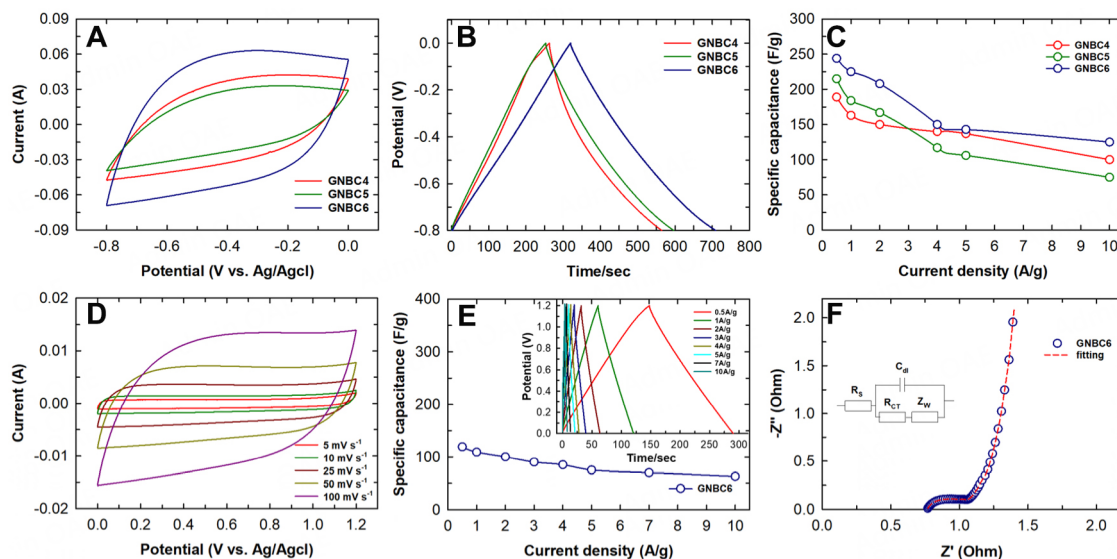 A
0.09
0.06
0.03
0.00
-0.03
-0.06
0.09
Current (A)
GNBC4
GNBC5
GNBC6
-0.8 -0.6 -0.4 -0.2 0.0
Potential (V vs. Ag/Agcl)
B
0.0
-0.2
-0.4
-0.6
-0.8
Potential (V)
GNBC4
GNBC5
GNBC6
0 100 200 300 400 500 600 700 800
Time/sec
C
300
250
200
150
100
50
0
Specific capacitance (F/g)
GNBC4
GNBC5
GNBC6
0 1 2 3 4 5 6 7 8 9 10
Current density (A/g)
D
0.02
0.01
0.00
-0.01
-0.02
Current (A)
5 mV s⁻¹
10 mV s⁻¹
25 mV s⁻¹
50 mV s⁻¹
100 mV s⁻¹
0.0 0.2 0.4 0.6 0.8 1.0 1.2
Potential (V vs. Ag/Agcl)
E
400
300
200
100
0
Specific capacitance (F/g)
1.2
1.0
0.8
0.6
0.4
0.2
0.0
Potential (V)
0.5A/g
1A/g
2A/g
3A/g
4A/g
5A/g
7A/g
10A/g
0 50 100 150 200 250 300
Time/sec
GNBC6
0 1 2 3 4 5 6 7 8 9 10
Current density (A/g)
F
2.0
1.5
1.0
0.5
0.0
-Z" (Ohm)
GNBC6
fitting
Cdl
RS
RCT
ZW
0.0 0.5 1.0 1.5 2.0
Z' (Ohm)